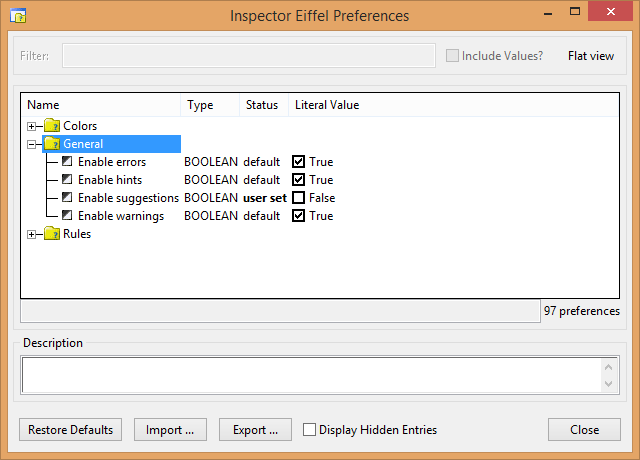 Inspector Eiffel Preferences
Filter: Include Values? Flat view
Name Type Status Literal Value
Colors
General
Enable errors BOOLEAN default True
Enable hints BOOLEAN default True
Enable suggestions BOOLEAN user set False
Enable warnings BOOLEAN default True
Rules
97 preferences
Description
Restore Defaults Import ... Export ... Display Hidden Entries Close